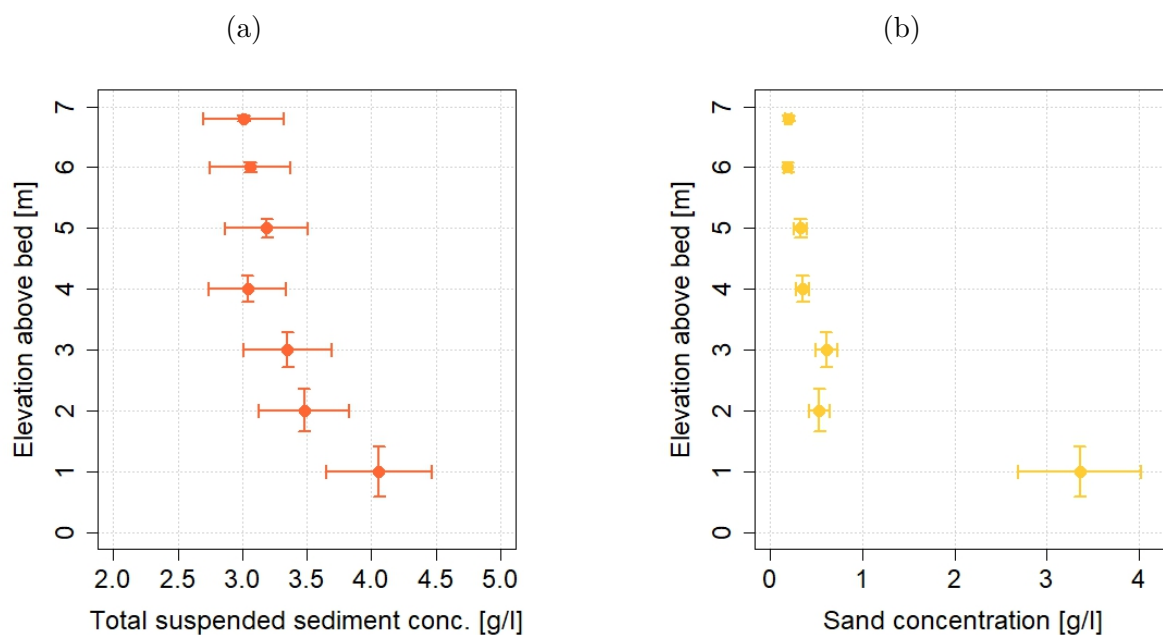 (a)
(b)
7
6
5
4
3
2
1
0
Elevation above bed [m]
2.0 2.5 3.0 3.5 4.0 4.5 5.0
Total suspended sediment conc. [g/l]
7
6
5
4
3
2
1
0
Elevation above bed [m]
0 1 2 3 4
Sand concentration [g/l]